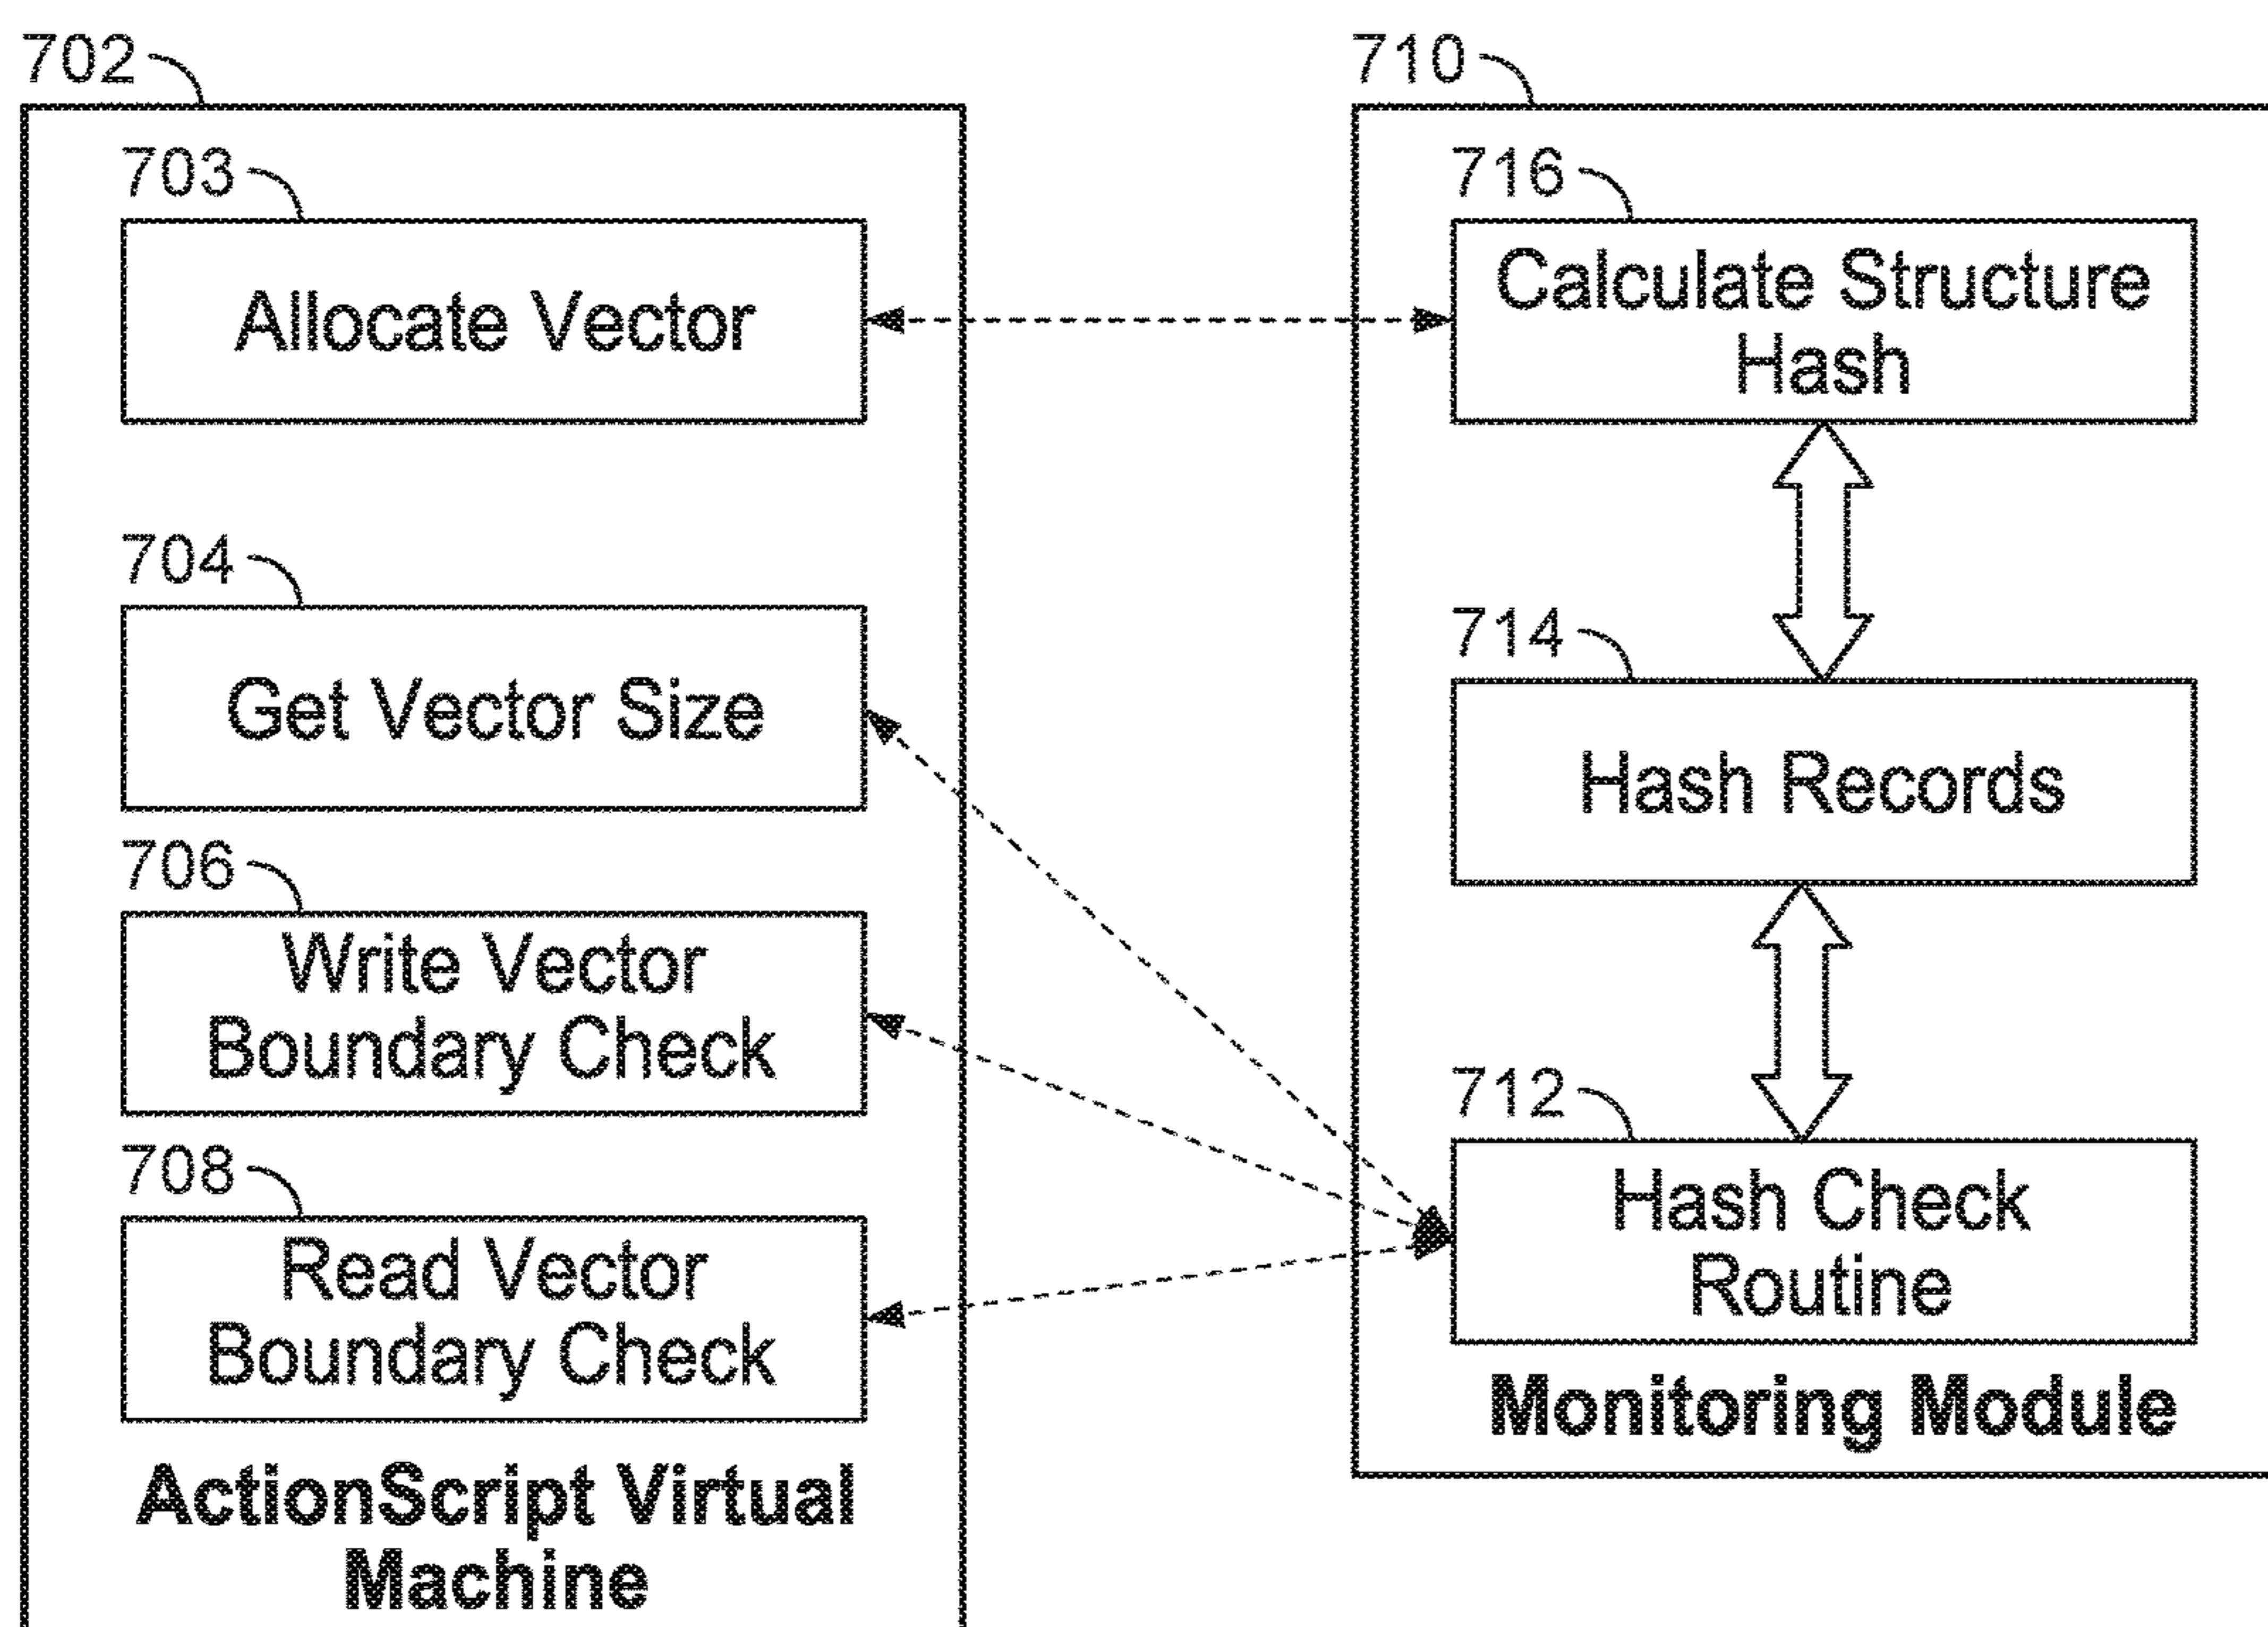 702
703
Allocate Vector
704
Get Vector Size
706
Write Vector
Boundary Check
708
Read Vector
Boundary Check
ActionScript Virtual
Machine
710
716
Calculate Structure
Hash
714
Hash Records
712
Hash Check
Routine
Monitoring Module